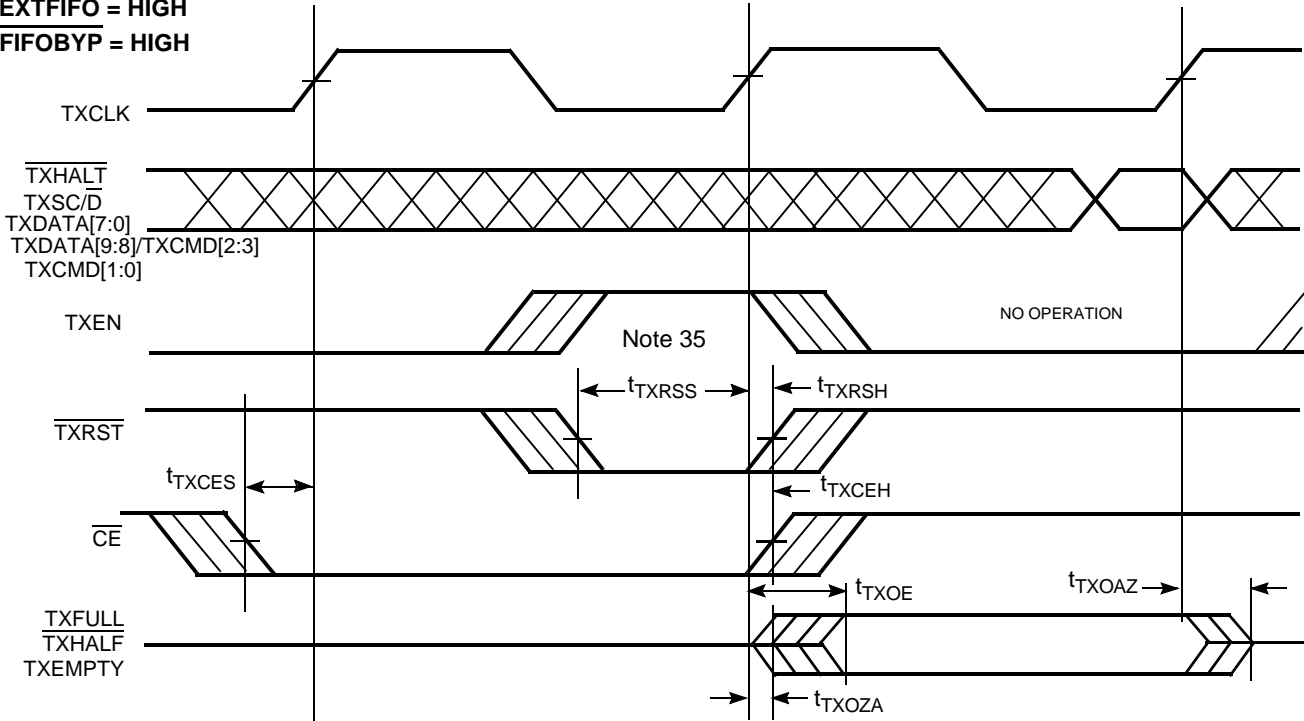 EXTFIFO = HIGH
FIFOBYP = HIGH
TXCLK
TXHALT
TXSC/D
TXDATA[7:0]
TXDATA[9:8]/TXCMD[2:3]
TXCMD[1:0]
TXEN
NO OPERATION
Note 35
tTXRSS
tTXRSH
TXRST
tTXCES
tTXCEH
CE
tTXOE
tTXOAZ
TXFULL
TXHALF
TXEMPTY
tTXOZA